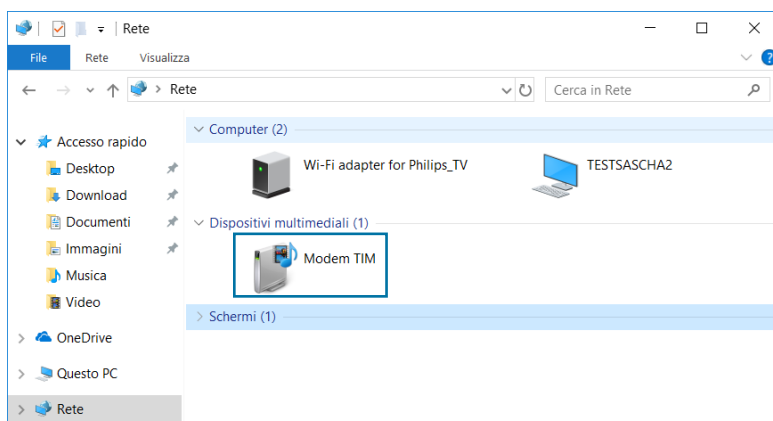 Rete
File Rete Visualizza
Rete Cerca in Rete
Accesso rapido
Desktop
Download
Documenti
Immagini
Musica
Video
OneDrive
Questo PC
Rete
Computer (2)
Wi-Fi adapter for Philips_TV TESTSASCHA2
Dispositivi multimediali (1)
Modem TIM
Schermi (1)